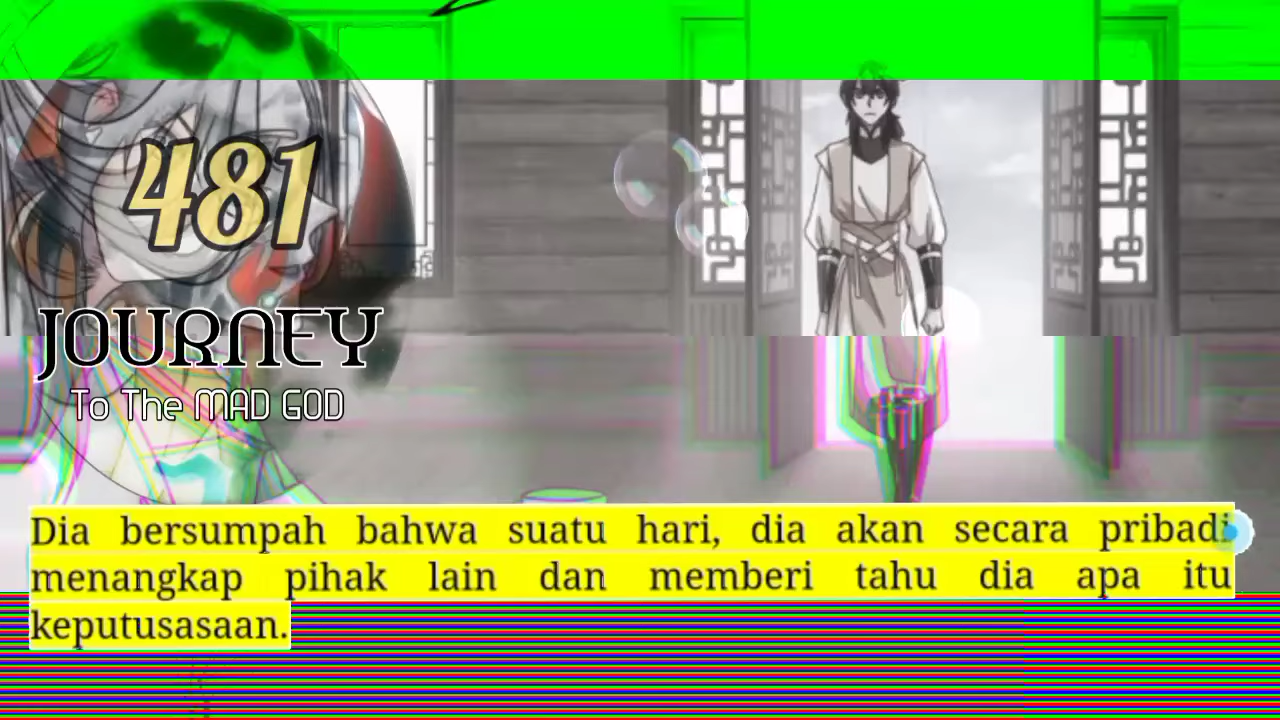 481
JOURNEY
To The MAD GOD
Dia bersumpah bahwa suatu hari, dia akan secara pribadi
menangkap pihak lain dan memberi tahu dia apa itu
keputusasaan.